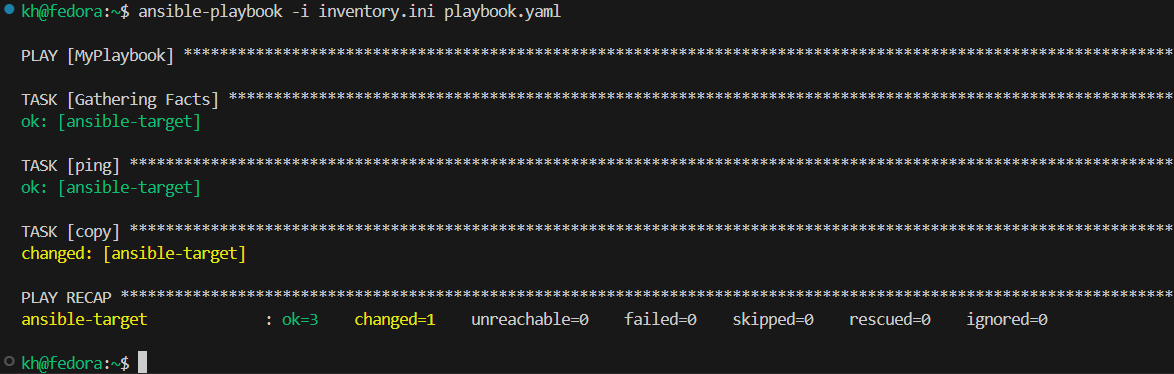 kh@fedora:~$ ansible-playbook -i inventory.ini playbook.yaml
PLAY [MyPlaybook] **************************************************************************************************************
TASK [Gathering Facts] *********************************************************************************************************
ok: [ansible-target]
TASK [ping] ********************************************************************************************************************
ok: [ansible-target]
TASK [copy] ********************************************************************************************************************
changed: [ansible-target]
PLAY RECAP *********************************************************************************************************************
ansible-target             : ok=3    changed=1    unreachable=0    failed=0    skipped=0    rescued=0    ignored=0
kh@fedora:~$